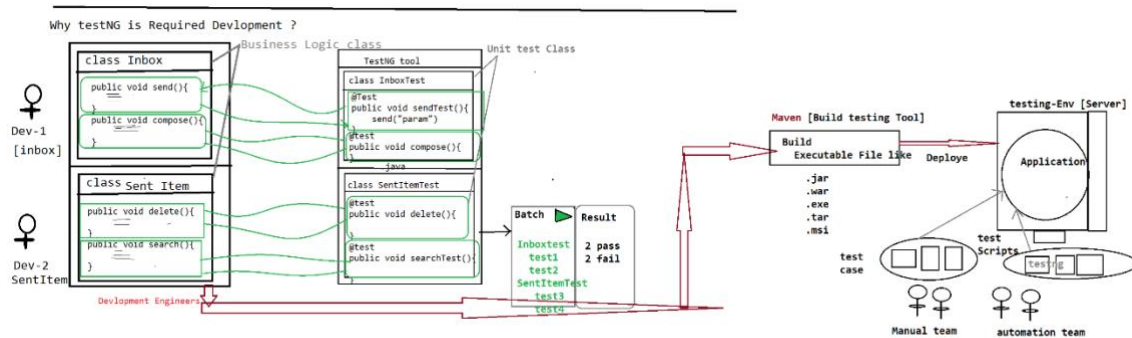 Why testNG is Required Devlopment ?
Business Logic class
class Inbox
public void send(){
}
public void compose(){
}
Dev-1
[inbox]
class Sent Item
public void delete(){
}
public void search(){
}
Dev-2
SentItem
Devlopment Engineers
Unit test Class
TestNG tool
class InboxTest
@Test
public void sendTest(){
send("param")
}
@test
public void compose(){
}
java
class SentItemTest
@test
public void delete(){
}
@test
public void searchTest(){
}
Batch
Inboxtest
test1
test2
SentItemTest
test3
test4
Result
2 pass
2 fail
Maven [Build testing Tool]
Build
Executable File like
.jar
.war
.exe
.tar
.msi
Deploye
testing-Env [Server]
Application
test
case
test
Scripts
testng
Manual team
automation team